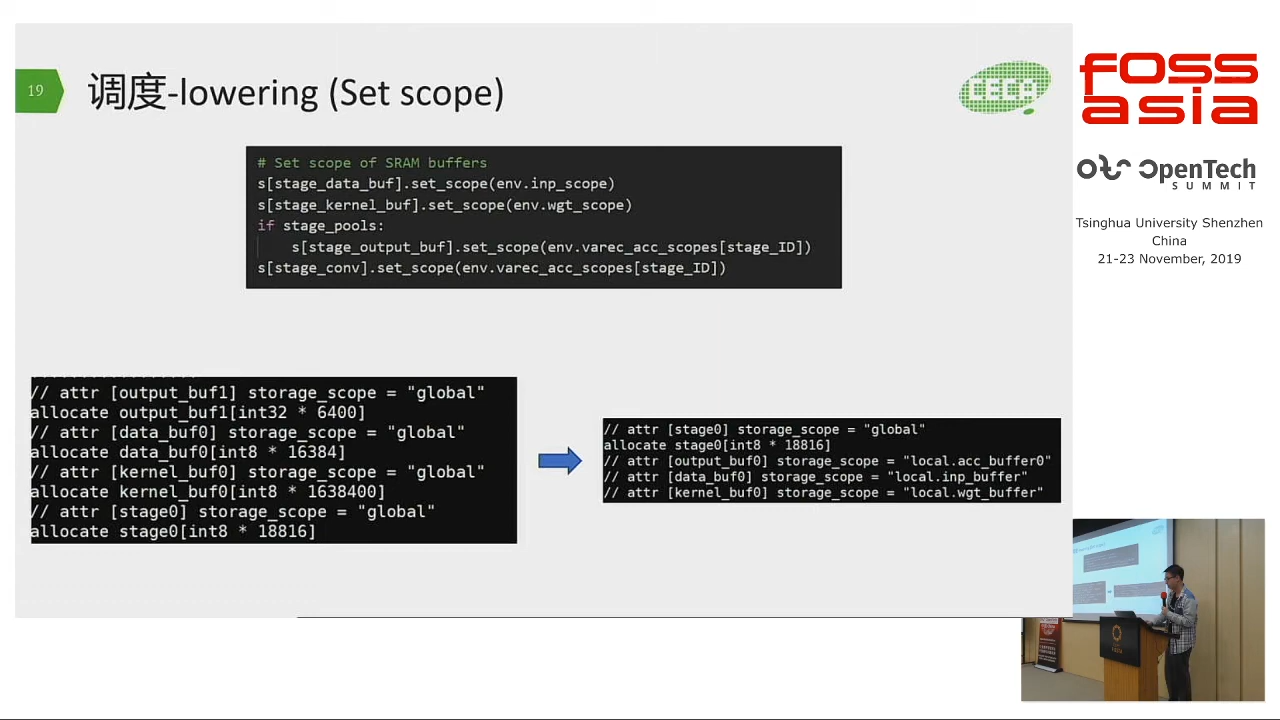 19
调度-lowering (Set scope)
# Set scope of SRAM buffers
s[stage_data_buf].set_scope(env.inp_scope)
s[stage_kernel_buf].set_scope(env.wgt_scope)
if stage_pools:
s[stage_output_buf].set_scope(env.varec_acc_scopes[stage_ID])
s[stage_conv].set_scope(env.varec_acc_scopes[stage_ID])
// attr [output_buf1] storage_scope = "global"
allocate output_buf1[int32 * 6400]
// attr [data_buf0] storage_scope = "global"
allocate data_buf0[int8 * 16384]
// attr [kernel_buf0] storage_scope = "global"
allocate kernel_buf0[int8 * 1638400]
// attr [stage0] storage_scope = "global"
allocate stage0[int8 * 18816]
// attr [stage0] storage_scope = "global"
allocate stage0[int8 * 18816]
// attr [output_buf0] storage_scope = "local.acc_buffer0"
// attr [data_buf0] storage_scope = "local.inp_buffer"
// attr [kernel_buf0] storage_scope = "local.wgt_buffer"
FOSS
asia
OpenTech
SUMMIT
Tsinghua University Shenzhen
China
21-23 November, 2019